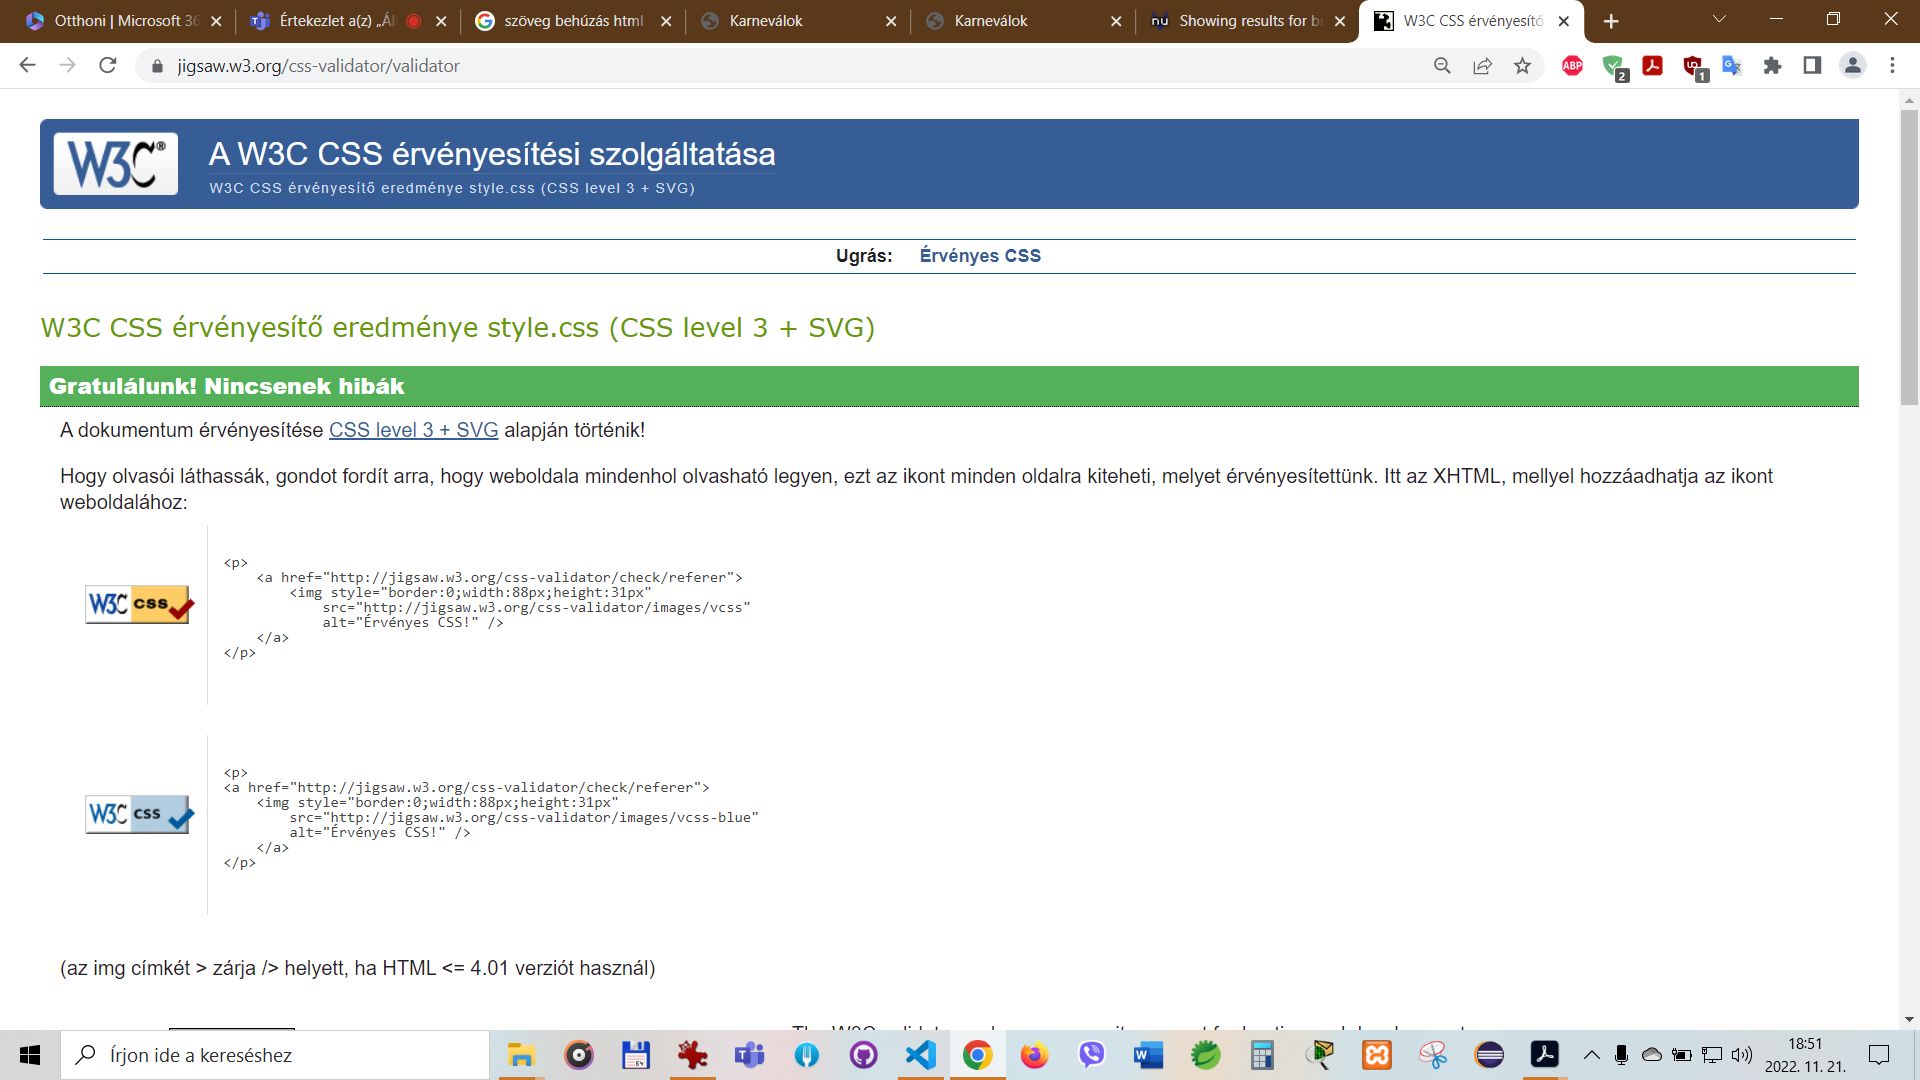 Otthoni | Microsoft 36
Értekezlet a(z) „Ált
szöveg behúzás html
Karneválok
Karneválok
Showing results for bu
W3C CSS érvényesítő
jigsaw.w3.org/css-validator/validator
ABP
2
1
W3C®
A W3C CSS érvényesítési szolgáltatása
W3C CSS érvényesítő eredménye style.css (CSS level 3 + SVG)
Ugrás: Érvényes CSS
W3C CSS érvényesítő eredménye style.css (CSS level 3 + SVG)
Gratulálunk! Nincsenek hibák
A dokumentum érvényesítése CSS level 3 + SVG alapján történik!
Hogy olvasói láthassák, gondot fordít arra, hogy weboldala mindenhol olvasható legyen, ezt az ikont minden oldalra kiteheti, melyet érvényesítettünk. Itt az XHTML, mellyel hozzáadhatja az ikont
weboldalához:
W3C css
<p>
<a href="http://jigsaw.w3.org/css-validator/check/referer">
<img style="border:0;width:88px;height:31px"
src="http://jigsaw.w3.org/css-validator/images/vcss"
alt="Érvényes CSS!" />
</a>
</p>
W3C css
<p>
<a href="http://jigsaw.w3.org/css-validator/check/referer">
<img style="border:0;width:88px;height:31px"
src="http://jigsaw.w3.org/css-validator/images/vcss-blue"
alt="Érvényes CSS!" />
</a>
</p>
(az img címkét > zárja /> helyett, ha HTML <= 4.01 verziót használ)
Írjon ide a kereséshez
18:51
2022. 11. 21.